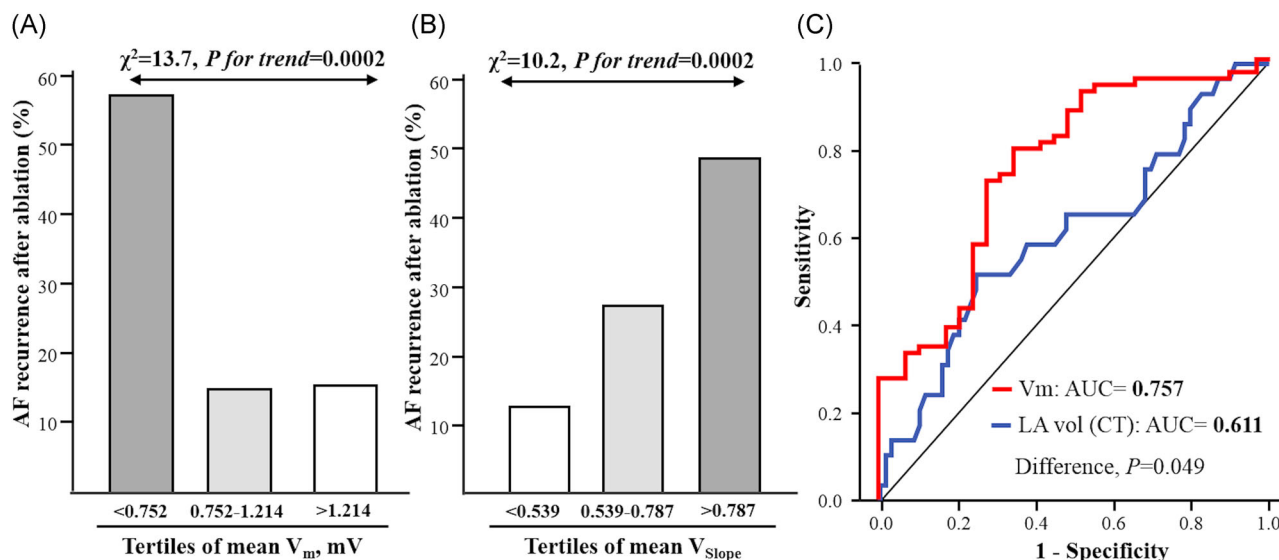 (A)
χ²=13.7, P for trend=0.0002
AF recurrence after ablation (%)
60
50
40
30
20
10
<0.752 0.752-1.214 >1.214
Tertiles of mean Vm, mV
(B)
χ²=10.2, P for trend=0.0002
AF recurrence after ablation (%)
60
50
40
30
20
10
<0.539 0.539-0.787 >0.787
Tertiles of mean VSlope
(C)
Sensitivity
1.0
0.8
0.6
0.4
0.2
0.0
Vm: AUC= 0.757
LA vol (CT): AUC= 0.611
Difference, P=0.049
0.0 0.2 0.4 0.6 0.8 1.0
1 - Specificity